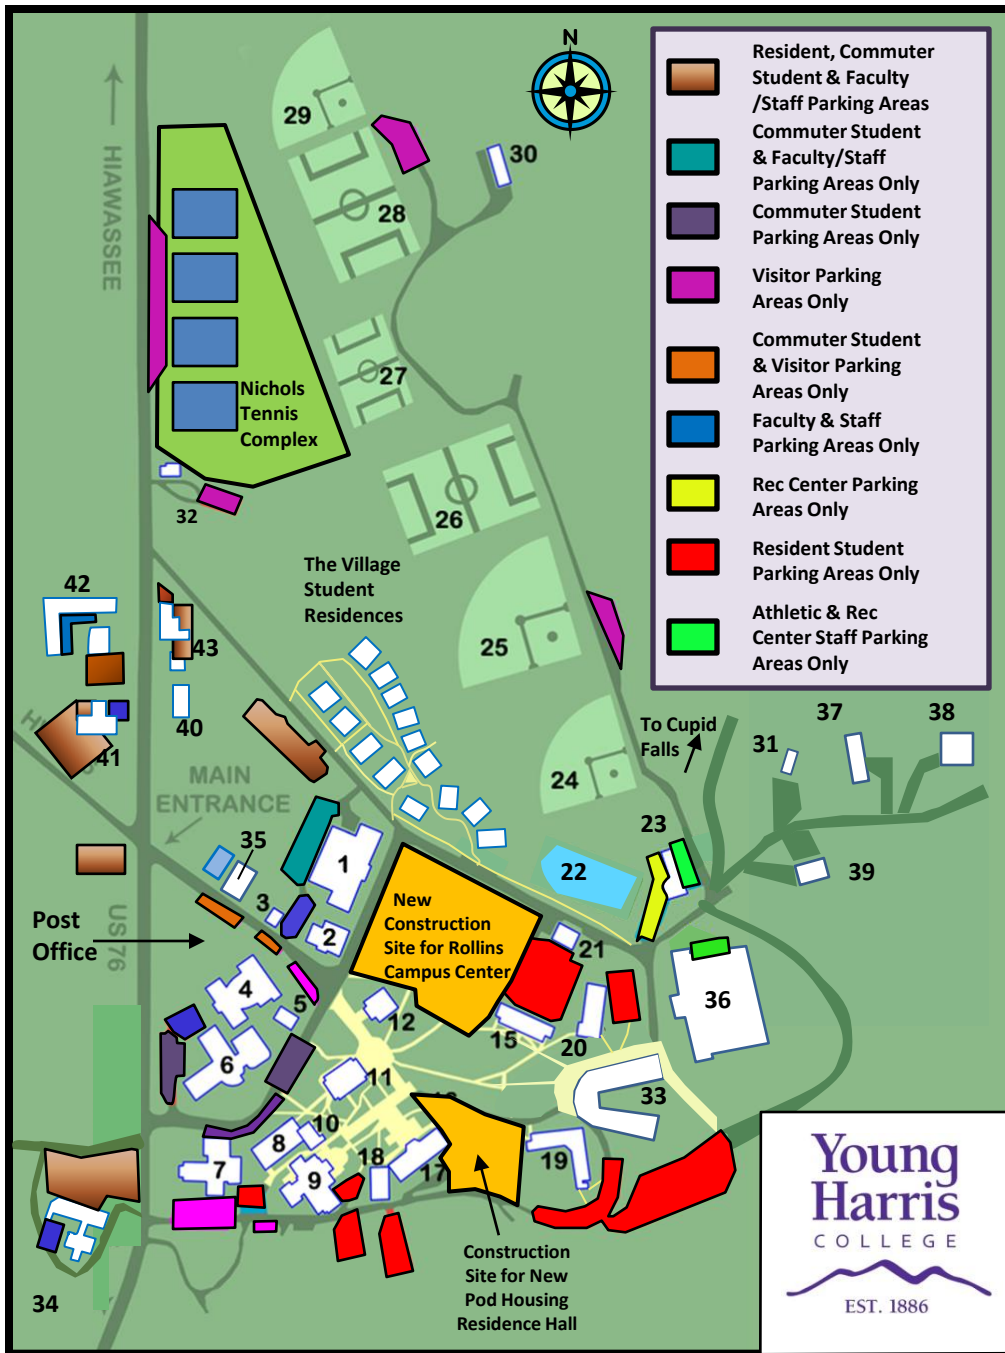 N
HIAWASSEE
29
28
30
27
26
25
24
Nichols
Tennis
Complex
32
Resident, Commuter
Student & Faculty
/Staff Parking Areas
Commuter Student
& Faculty/Staff
Parking Areas Only
Commuter Student
Parking Areas Only
Visitor Parking
Areas Only
Commuter Student
& Visitor Parking
Areas Only
Faculty & Staff
Parking Areas Only
Rec Center Parking
Areas Only
Resident Student
Parking Areas Only
Athletic & Rec
Center Staff Parking
Areas Only
The Village
Student
Residences
42
43
40
41
MAIN
ENTRANCE
To Cupid
Falls
37
38
31
39
23
22
35
1
3
2
Post
Office
US 76
New
Construction
Site for Rollins
Campus Center
21
36
4
5
12
15
20
6
11
33
10
8
7
9
18
17
19
34
Construction
Site for New
Pod Housing
Residence Hall
Young
Harris
COLLEGE
EST. 1886